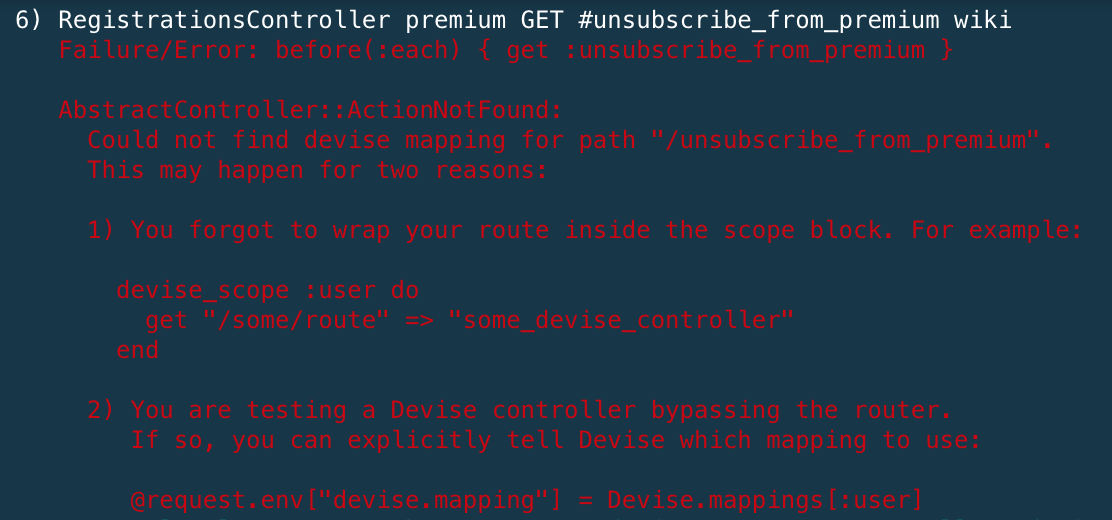 6) RegistrationsController premium GET #unsubscribe_from_premium wiki
Failure/Error: before(:each) { get :unsubscribe_from_premium }
AbstractController::ActionNotFound:
Could not find devise mapping for path "/unsubscribe_from_premium".
This may happen for two reasons:
1) You forgot to wrap your route inside the scope block. For example:
devise_scope :user do
get "/some/route" => "some_devise_controller"
end
2) You are testing a Devise controller bypassing the router.
If so, you can explicitly tell Devise which mapping to use:
@request.env["devise.mapping"] = Devise.mappings[:user]